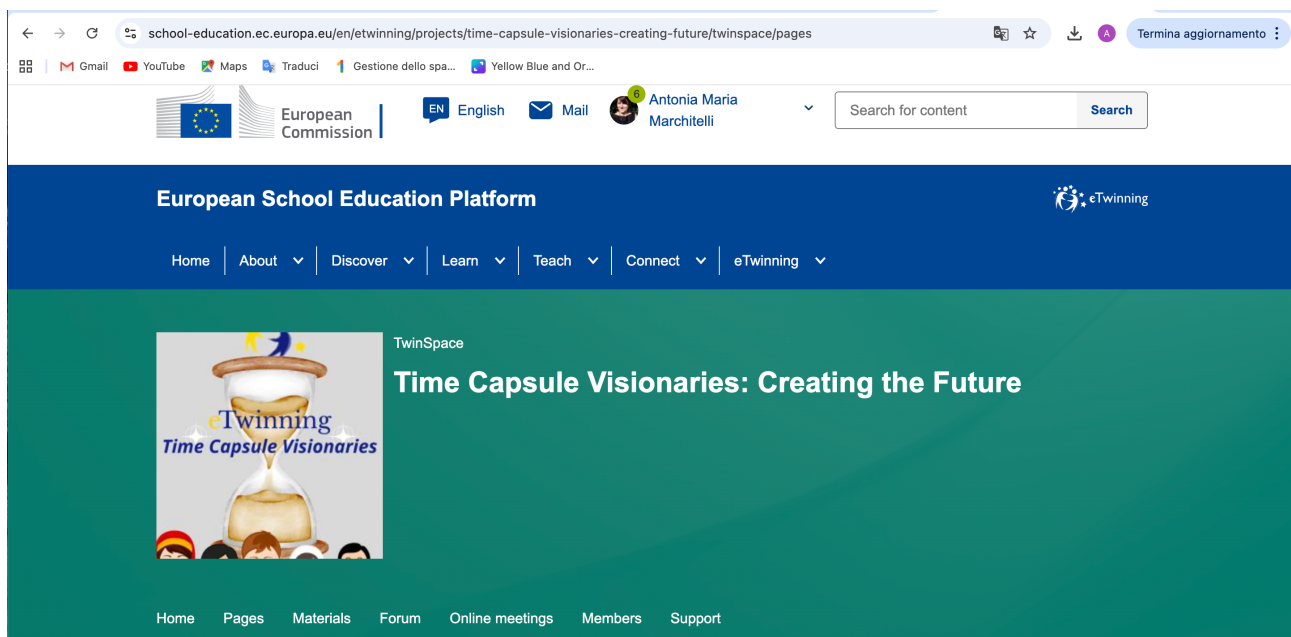 school-education.ec.europa.eu/en/etwinning/projects/time-capsule-visionaries-creating-future/twinspace/pages
A
Termina aggiornamento
Gmail
YouTube
Maps
Traduci
Gestione dello spa...
Yellow Blue and Or...
European
Commission
EN English
Mail
6
Antonia Maria
Marchitelli
Search for content
Search
European School Education Platform
eTwinning
Home
About
Discover
Learn
Teach
Connect
eTwinning
TwinSpace
Time Capsule Visionaries: Creating the Future
eTwinning
Time Capsule Visionaries
Home
Pages
Materials
Forum
Online meetings
Members
Support